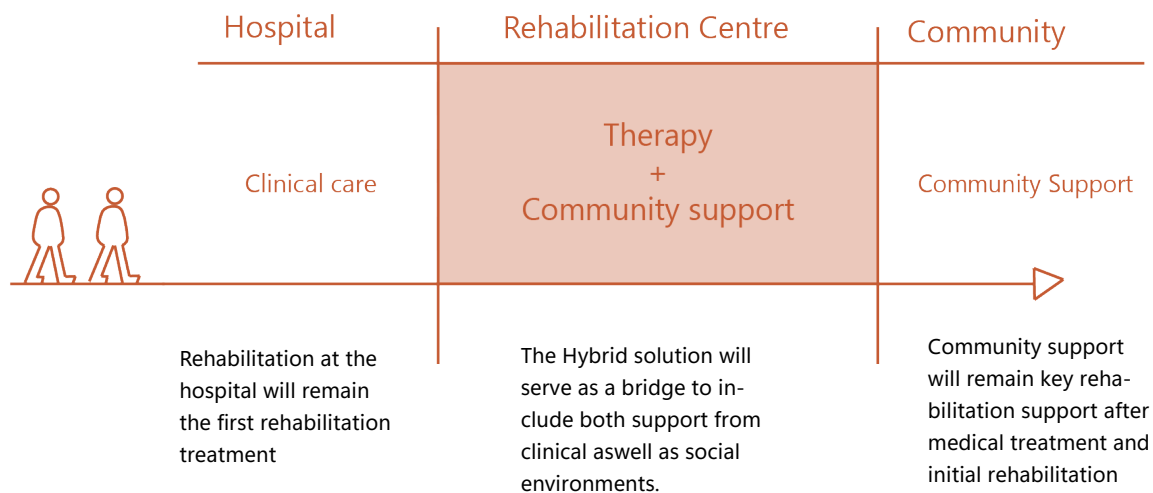 Hospital
Rehabilitation Centre
Community
Clinical care
Therapy
+
Community support
Community Support
Rehabilitation at the
hospital will remain
the first rehabilitation
treatment
The Hybrid solution will
serve as a bridge to in-
clude both support from
clinical aswell as social
environments.
Community support
will remain key reha-
bilitation support after
medical treatment and
initial rehabilitation